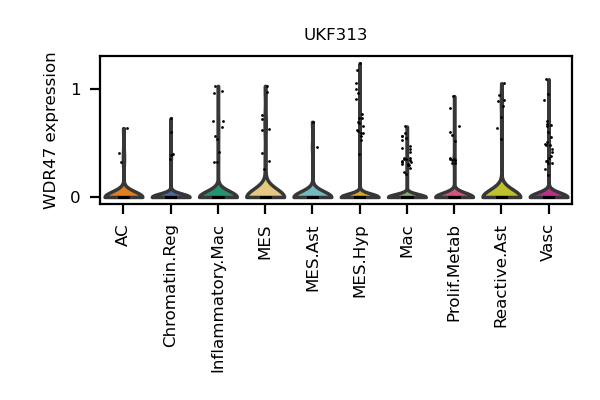 UKF313
WDR47 expression
1
0
AC
Chromatin.Reg
Inflammatory.Mac
MES
MES.Ast
MES.Hyp
Mac
Prolif.Metab
Reactive.Ast
Vasc